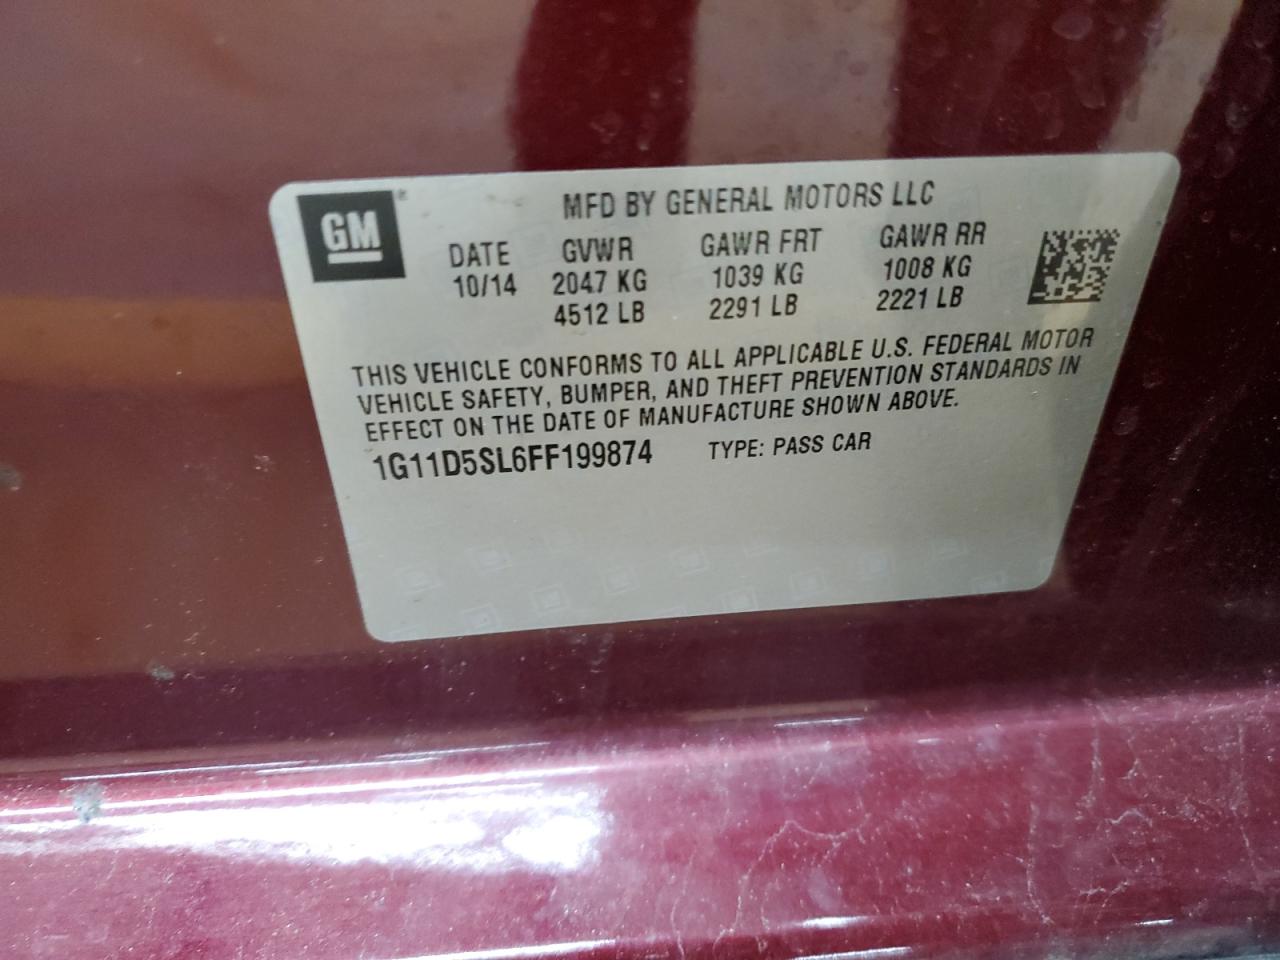 GM®
MFD BY GENERAL MOTORS LLC
DATE GVWR GAWR FRT GAWR RR
10/14 2047 KG 1039 KG 1008 KG
4512 LB 2291 LB 2221 LB
THIS VEHICLE CONFORMS TO ALL APPLICABLE U.S. FEDERAL MOTOR
VEHICLE SAFETY, BUMPER, AND THEFT PREVENTION STANDARDS IN
EFFECT ON THE DATE OF MANUFACTURE SHOWN ABOVE.
1G11D5SL6FF199874 TYPE: PASS CAR